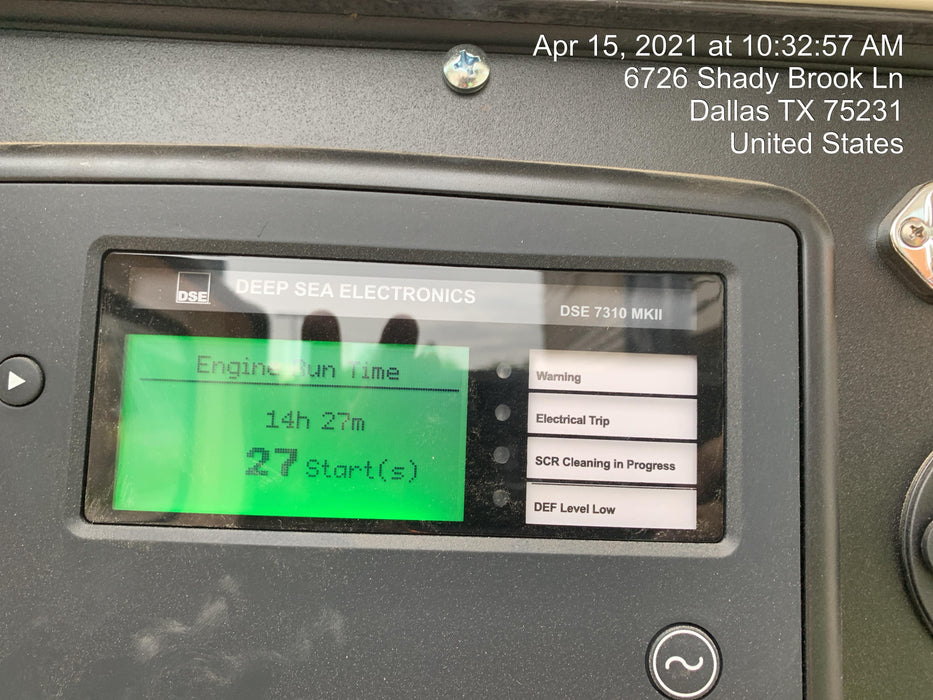 Apr 15, 2021 at 10:32:57 AM
6726 Shady Brook Ln
Dallas TX 75231
United States
DSE
DEEP SEA ELECTRONICS
DSE 7310 MKII
Engine Run Time
14h 27m
27 Start(s)
Warning
Electrical Trip
SCR Cleaning in Progress
DEF Level Low